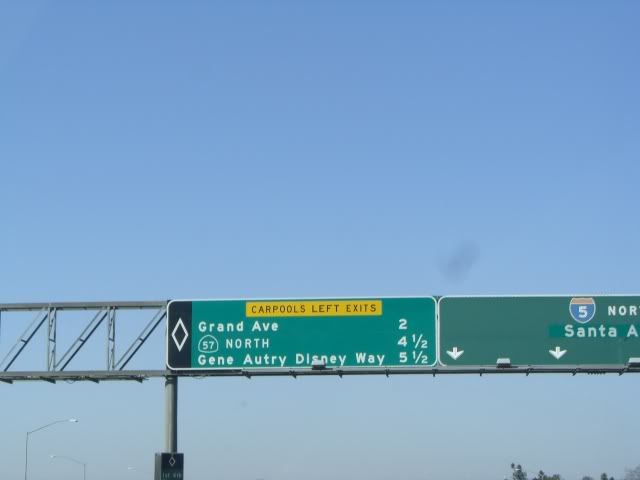 CARPOOLS LEFT EXITS
Grand Ave 2
57 NORTH 4 1/2
Gene Autry Disney Way 5 1/2
5 NOR
Santa A